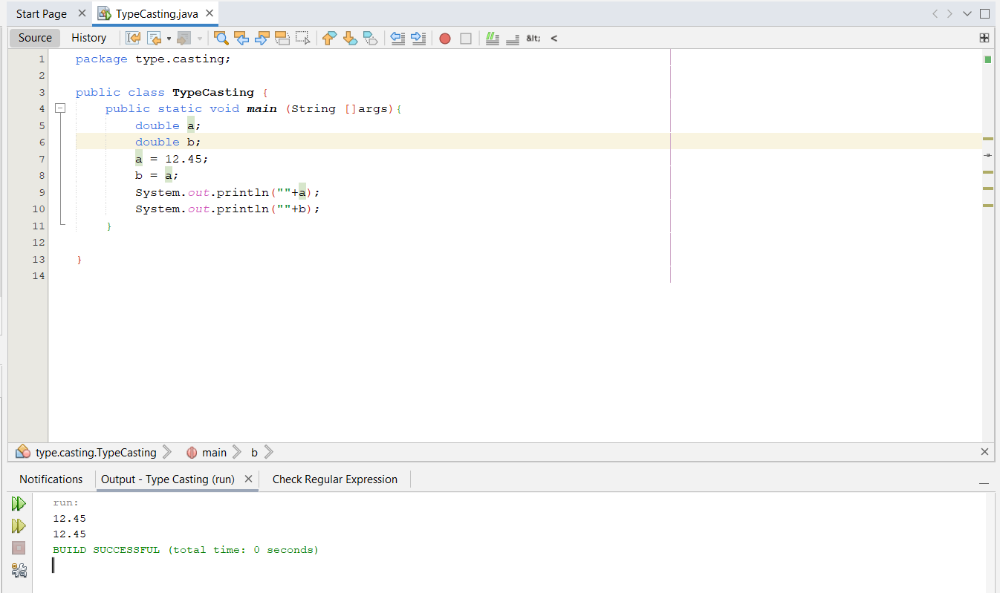 Start Page TypeCasting.java
Source History &lt; <
1 package type.casting;
2
3 public class TypeCasting {
4 public static void main (String []args){
5 double a;
6 double b;
7 a = 12.45;
8 b = a;
9 System.out.println(""+a);
10 System.out.println(""+b);
11 }
12
13 }
14
type.casting.TypeCasting main b
Notifications Output - Type Casting (run) Check Regular Expression
run:
12.45
12.45
BUILD SUCCESSFUL (total time: 0 seconds)